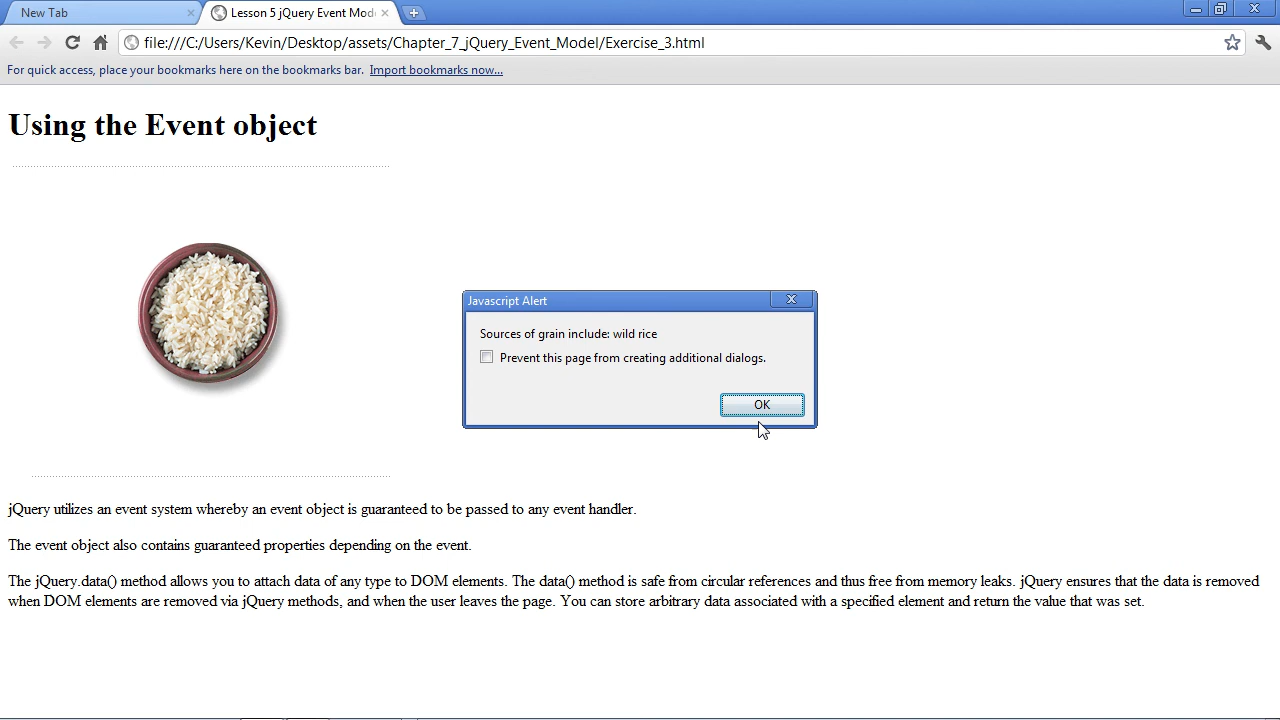 New Tab
Lesson 5 jQuery Event Mod
file:///C:/Users/Kevin/Desktop/assets/Chapter_7_jQuery_Event_Model/Exercise_3.html
For quick access, place your bookmarks here on the bookmarks bar. Import bookmarks now...
Using the Event object
Javascript Alert
Sources of grain include: wild rice
Prevent this page from creating additional dialogs.
OK
jQuery utilizes an event system whereby an event object is guaranteed to be passed to any event handler.
The event object also contains guaranteed properties depending on the event.
The jQuery.data() method allows you to attach data of any type to DOM elements. The data() method is safe from circular references and thus free from memory leaks. jQuery ensures that the data is removed
when DOM elements are removed via jQuery methods, and when the user leaves the page. You can store arbitrary data associated with a specified element and return the value that was set.